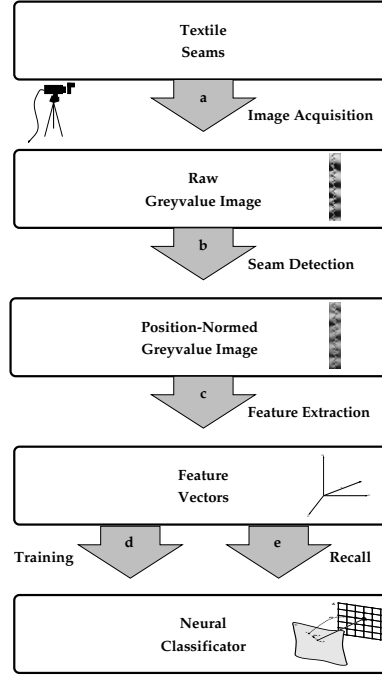 Textile
Seams
a
Image Acquisition
Raw
Greyvalue Image
b
Seam Detection
Position-Normed
Greyvalue Image
c
Feature Extraction
Feature
Vectors
d
e
Training
Recall
Neural
Classificator